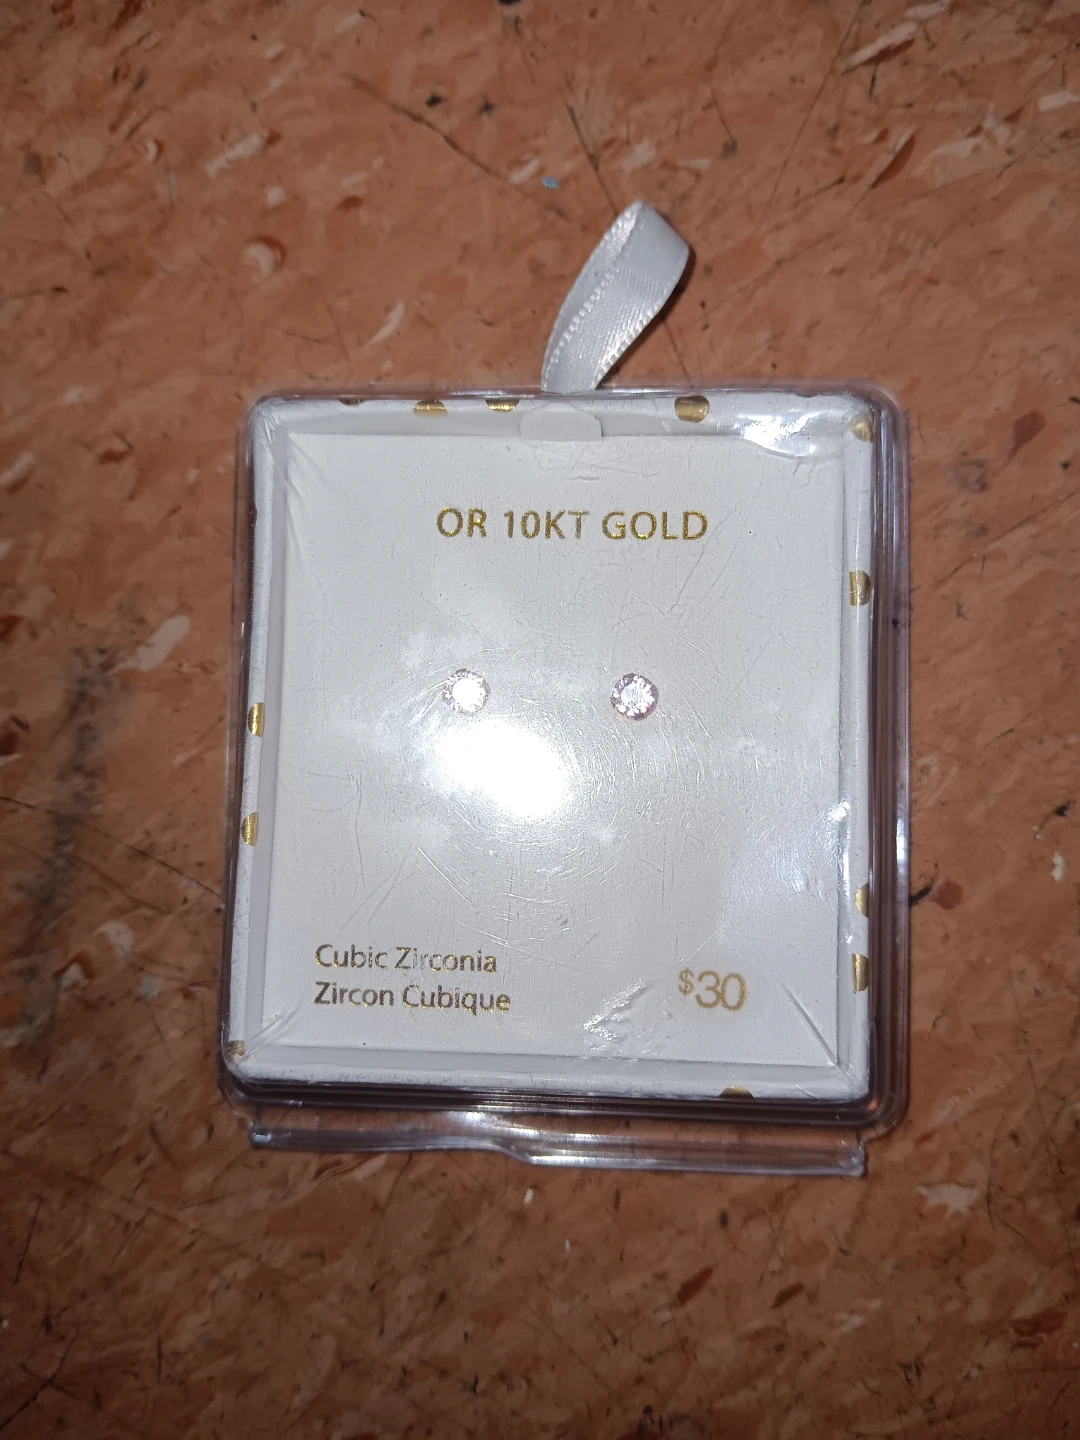 OR 10KT GOLD
Cubic Zirconia
Zircon Cubique
$30